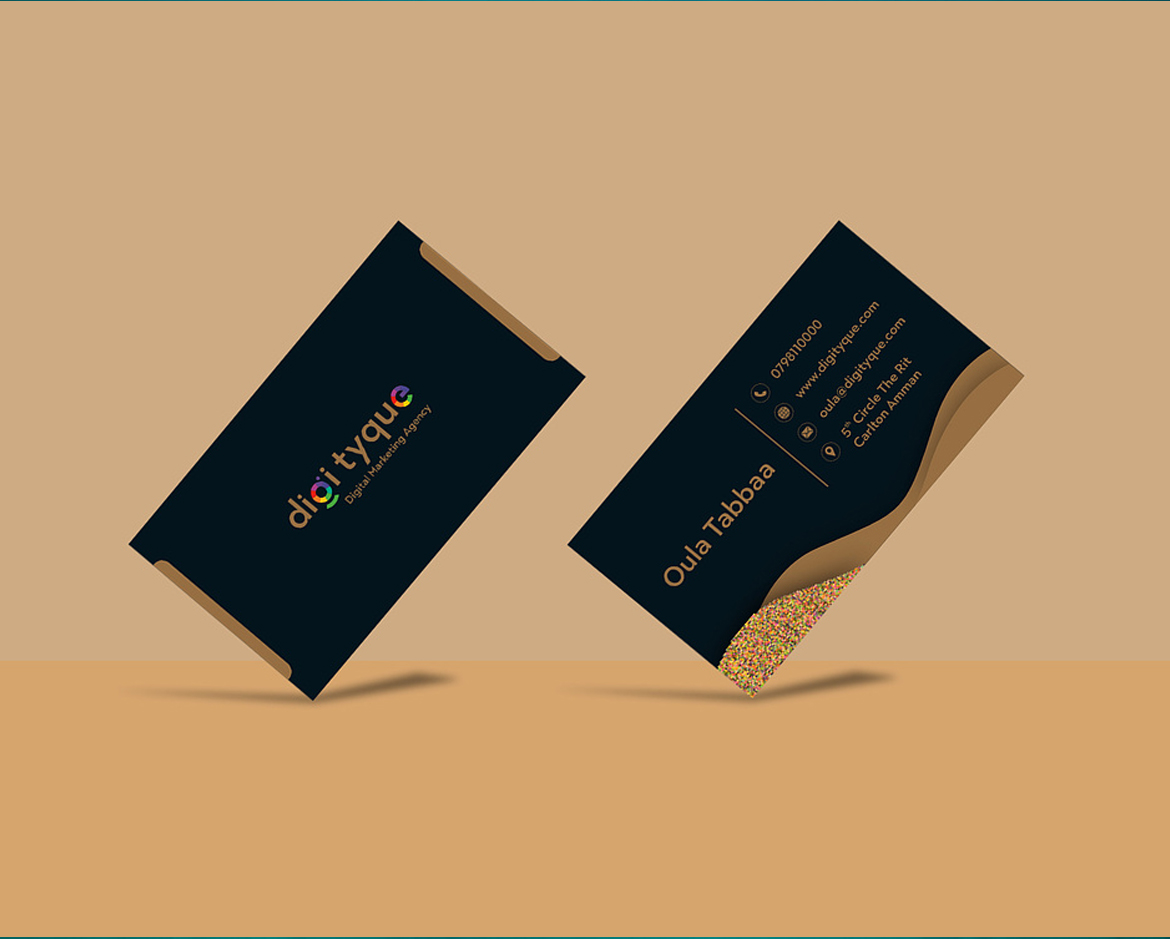 digityque
Digital Marketing Agency
Oula Tabbaa
0798110000
www.digityque.com
oula@digityque.com
5th Circle The Rit
Carlton Amman